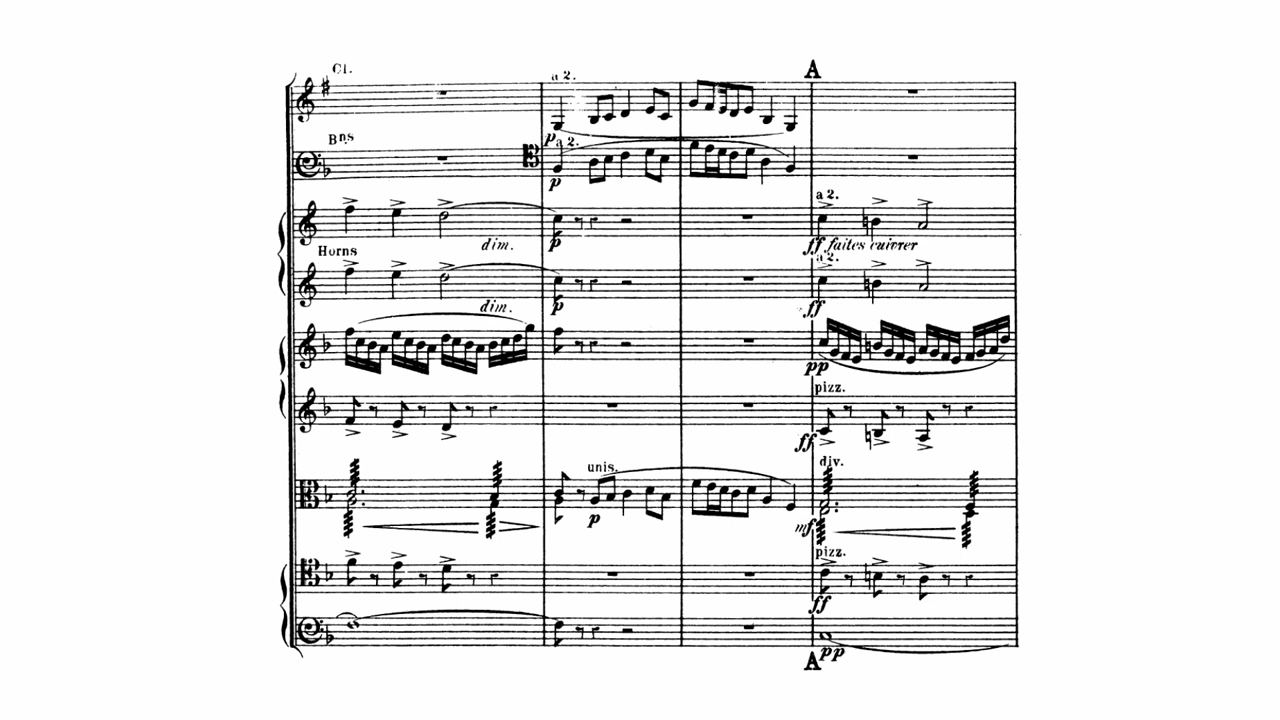 Cl.
A
a 2.
Bns
p
a 2.
p
a 2.
dim.
p
ff faites cuivrer
Horns
a 2.
dim.
p
ff
pp
pizz.
ff
unis.
div.
p
mf
pizz.
ff
pp
A